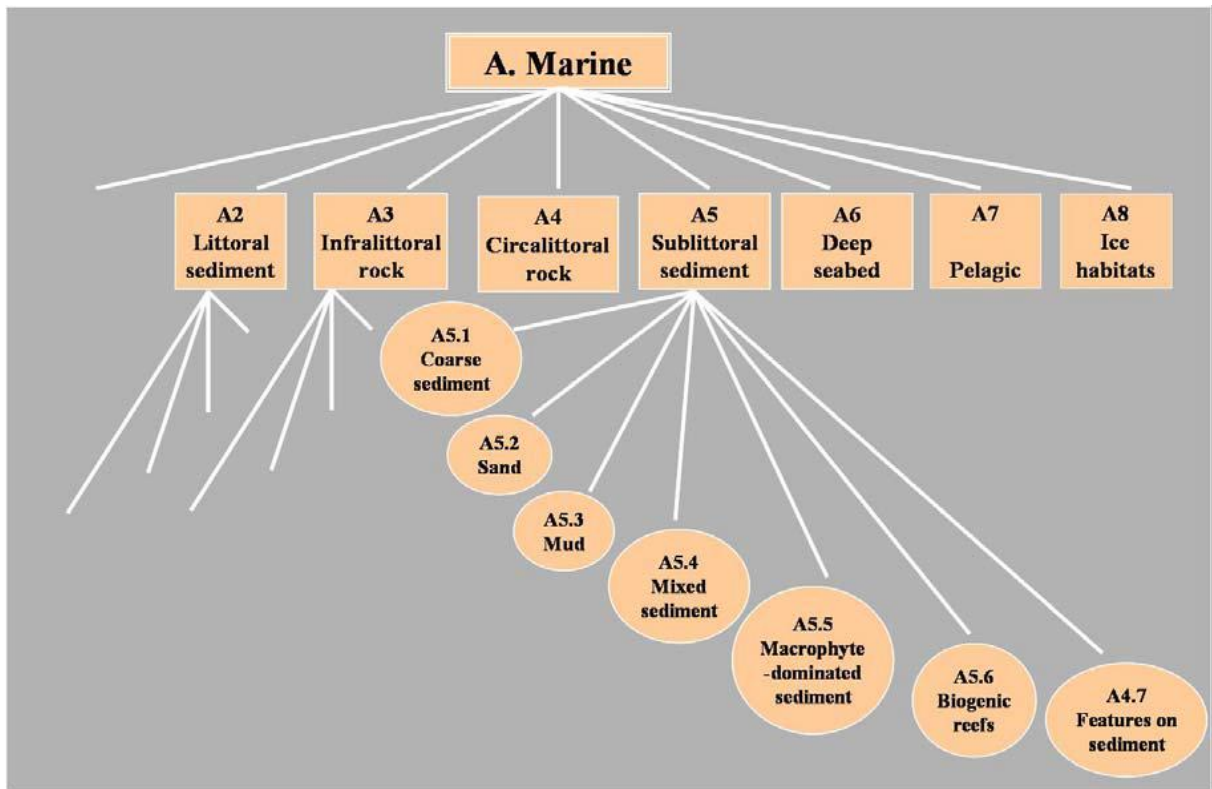 A. Marine
A2
Littoral
sediment
A3
Infralittoral
rock
A4
Circalittoral
rock
A5
Sublittoral
sediment
A6
Deep
seabed
A7
Pelagic
A8
Ice
habitats
A5.1
Coarse
sediment
A5.2
Sand
A5.3
Mud
A5.4
Mixed
sediment
A5.5
Macrophyte
-dominated
sediment
A5.6
Biogenic
reefs
A4.7
Features on
sediment